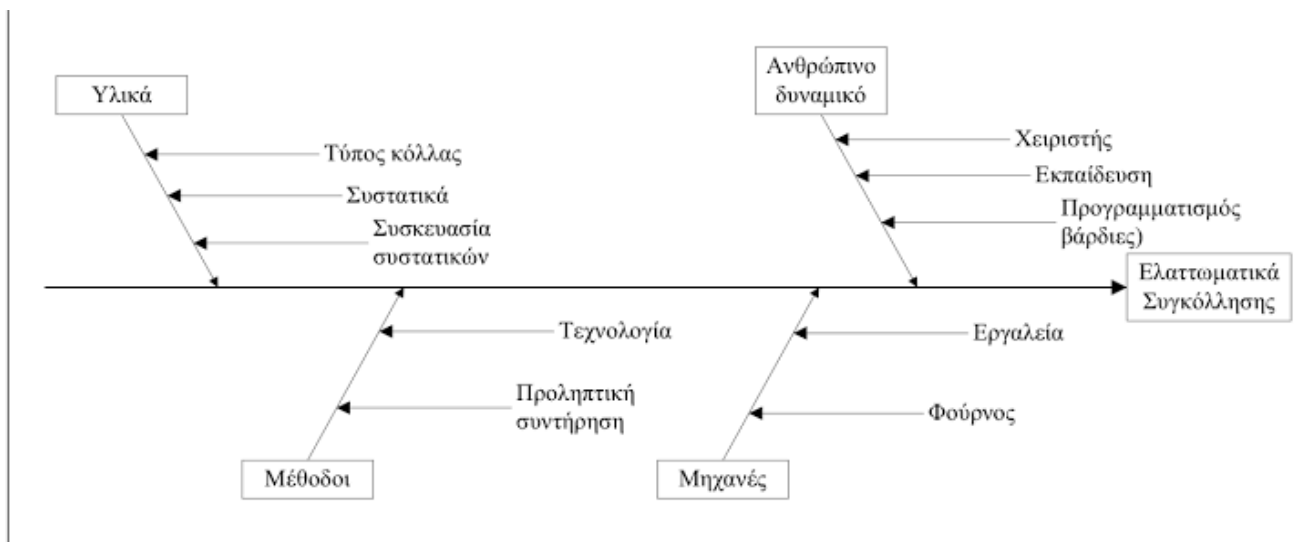 Υλικά
Τύπος κόλλας
Συστατικά
Συσκευασία
συστατικών
Ανθρώπινο
δυναμικό
Χειριστής
Εκπαίδευση
Προγραμματισμός
βάρδιες)
Ελαττωματικά
Συγκόλλησης
Τεχνολογία
Προληπτική
συντήρηση
Μέθοδοι
Εργαλεία
Φούρνος
Μηχανές